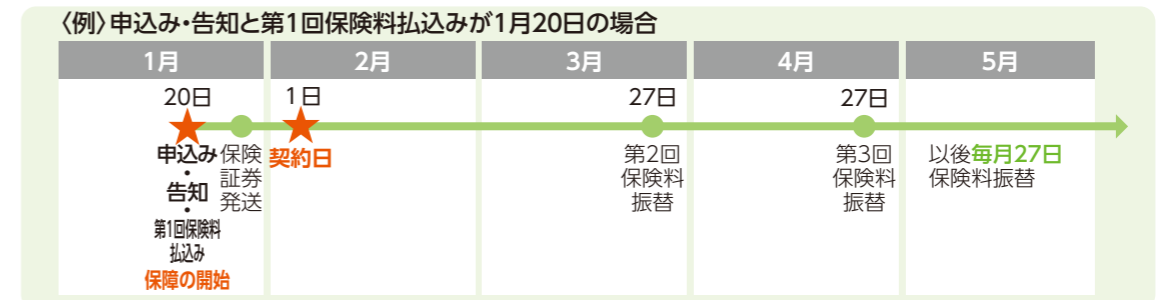 〈例〉申込み・告知と第1回保険料払込みが1月20日の場合
1月
2月
3月
4月
5月
20日
1日
27日
27日
申込み
・
告知
・
第1回保険料
払込み
保障の開始
保険
証券
発送
契約日
第2回
保険料
振替
第3回
保険料
振替
以後毎月27日
保険料振替